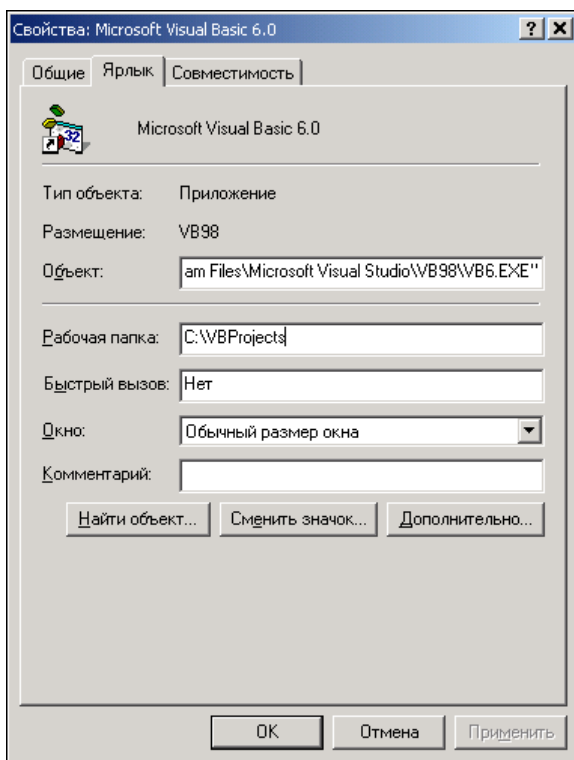 Свойства: Microsoft Visual Basic 6.0
Общие Ярлык Совместимость
32
Microsoft Visual Basic 6.0
Тип объекта: Приложение
Размещение: VB98
Объект: am Files\Microsoft Visual Studio\VB98\VB6.EXE"
Рабочая папка: C:\VBProjects
Быстрый вызов: Нет
Окно: Обычный размер окна
Комментарий:
Найти объект... Сменить значок... Дополнительно...
OK Отмена Применить